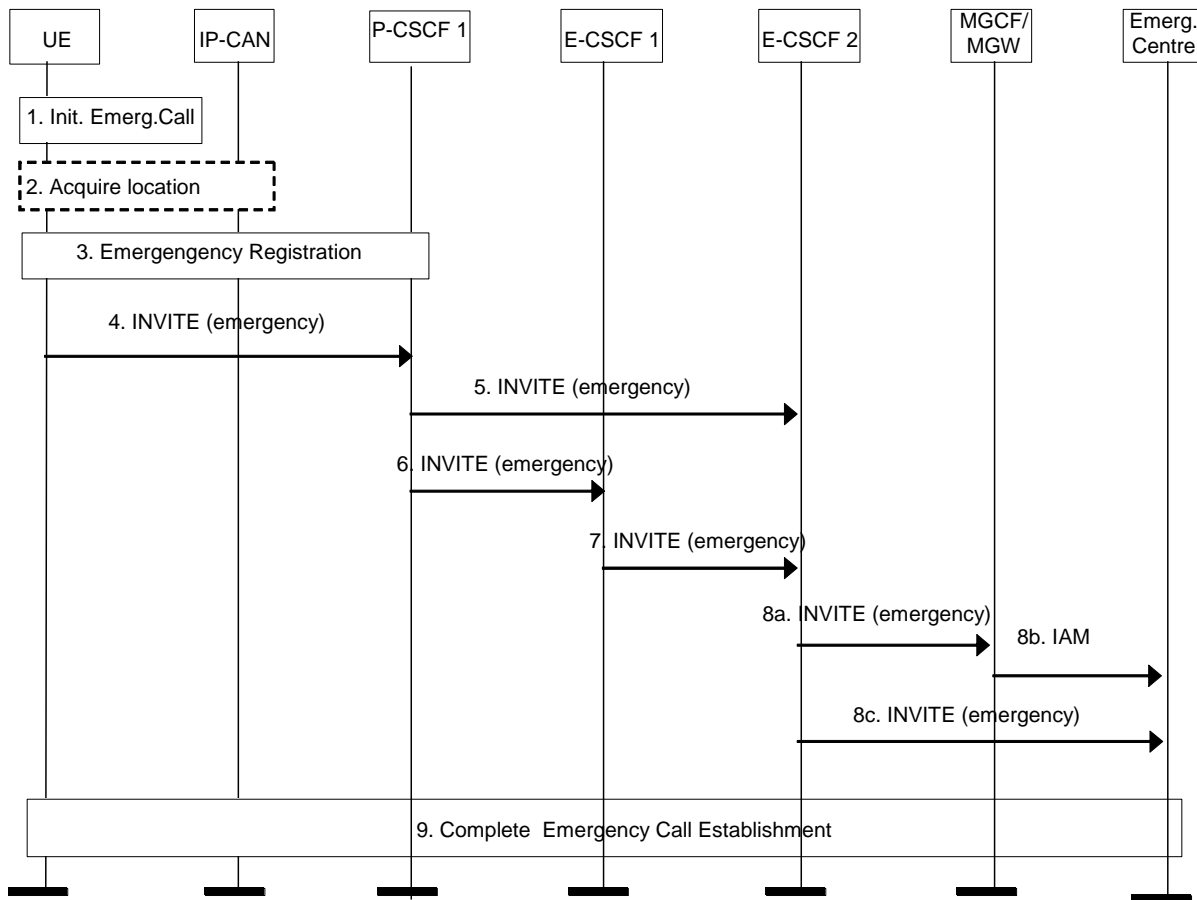 UE
IP-CAN
P-CSCF 1
E-CSCF 1
E-CSCF 2
MGCF/
MGW
Emerg.
Centre
1. Init. Emerg.Call
2. Acquire location
3. Emergengency Registration
4. INVITE (emergency)
5. INVITE (emergency)
6. INVITE (emergency)
7. INVITE (emergency)
8a. INVITE (emergency)
8b. IAM
8c. INVITE (emergency)
9. Complete  Emergency Call Establishment